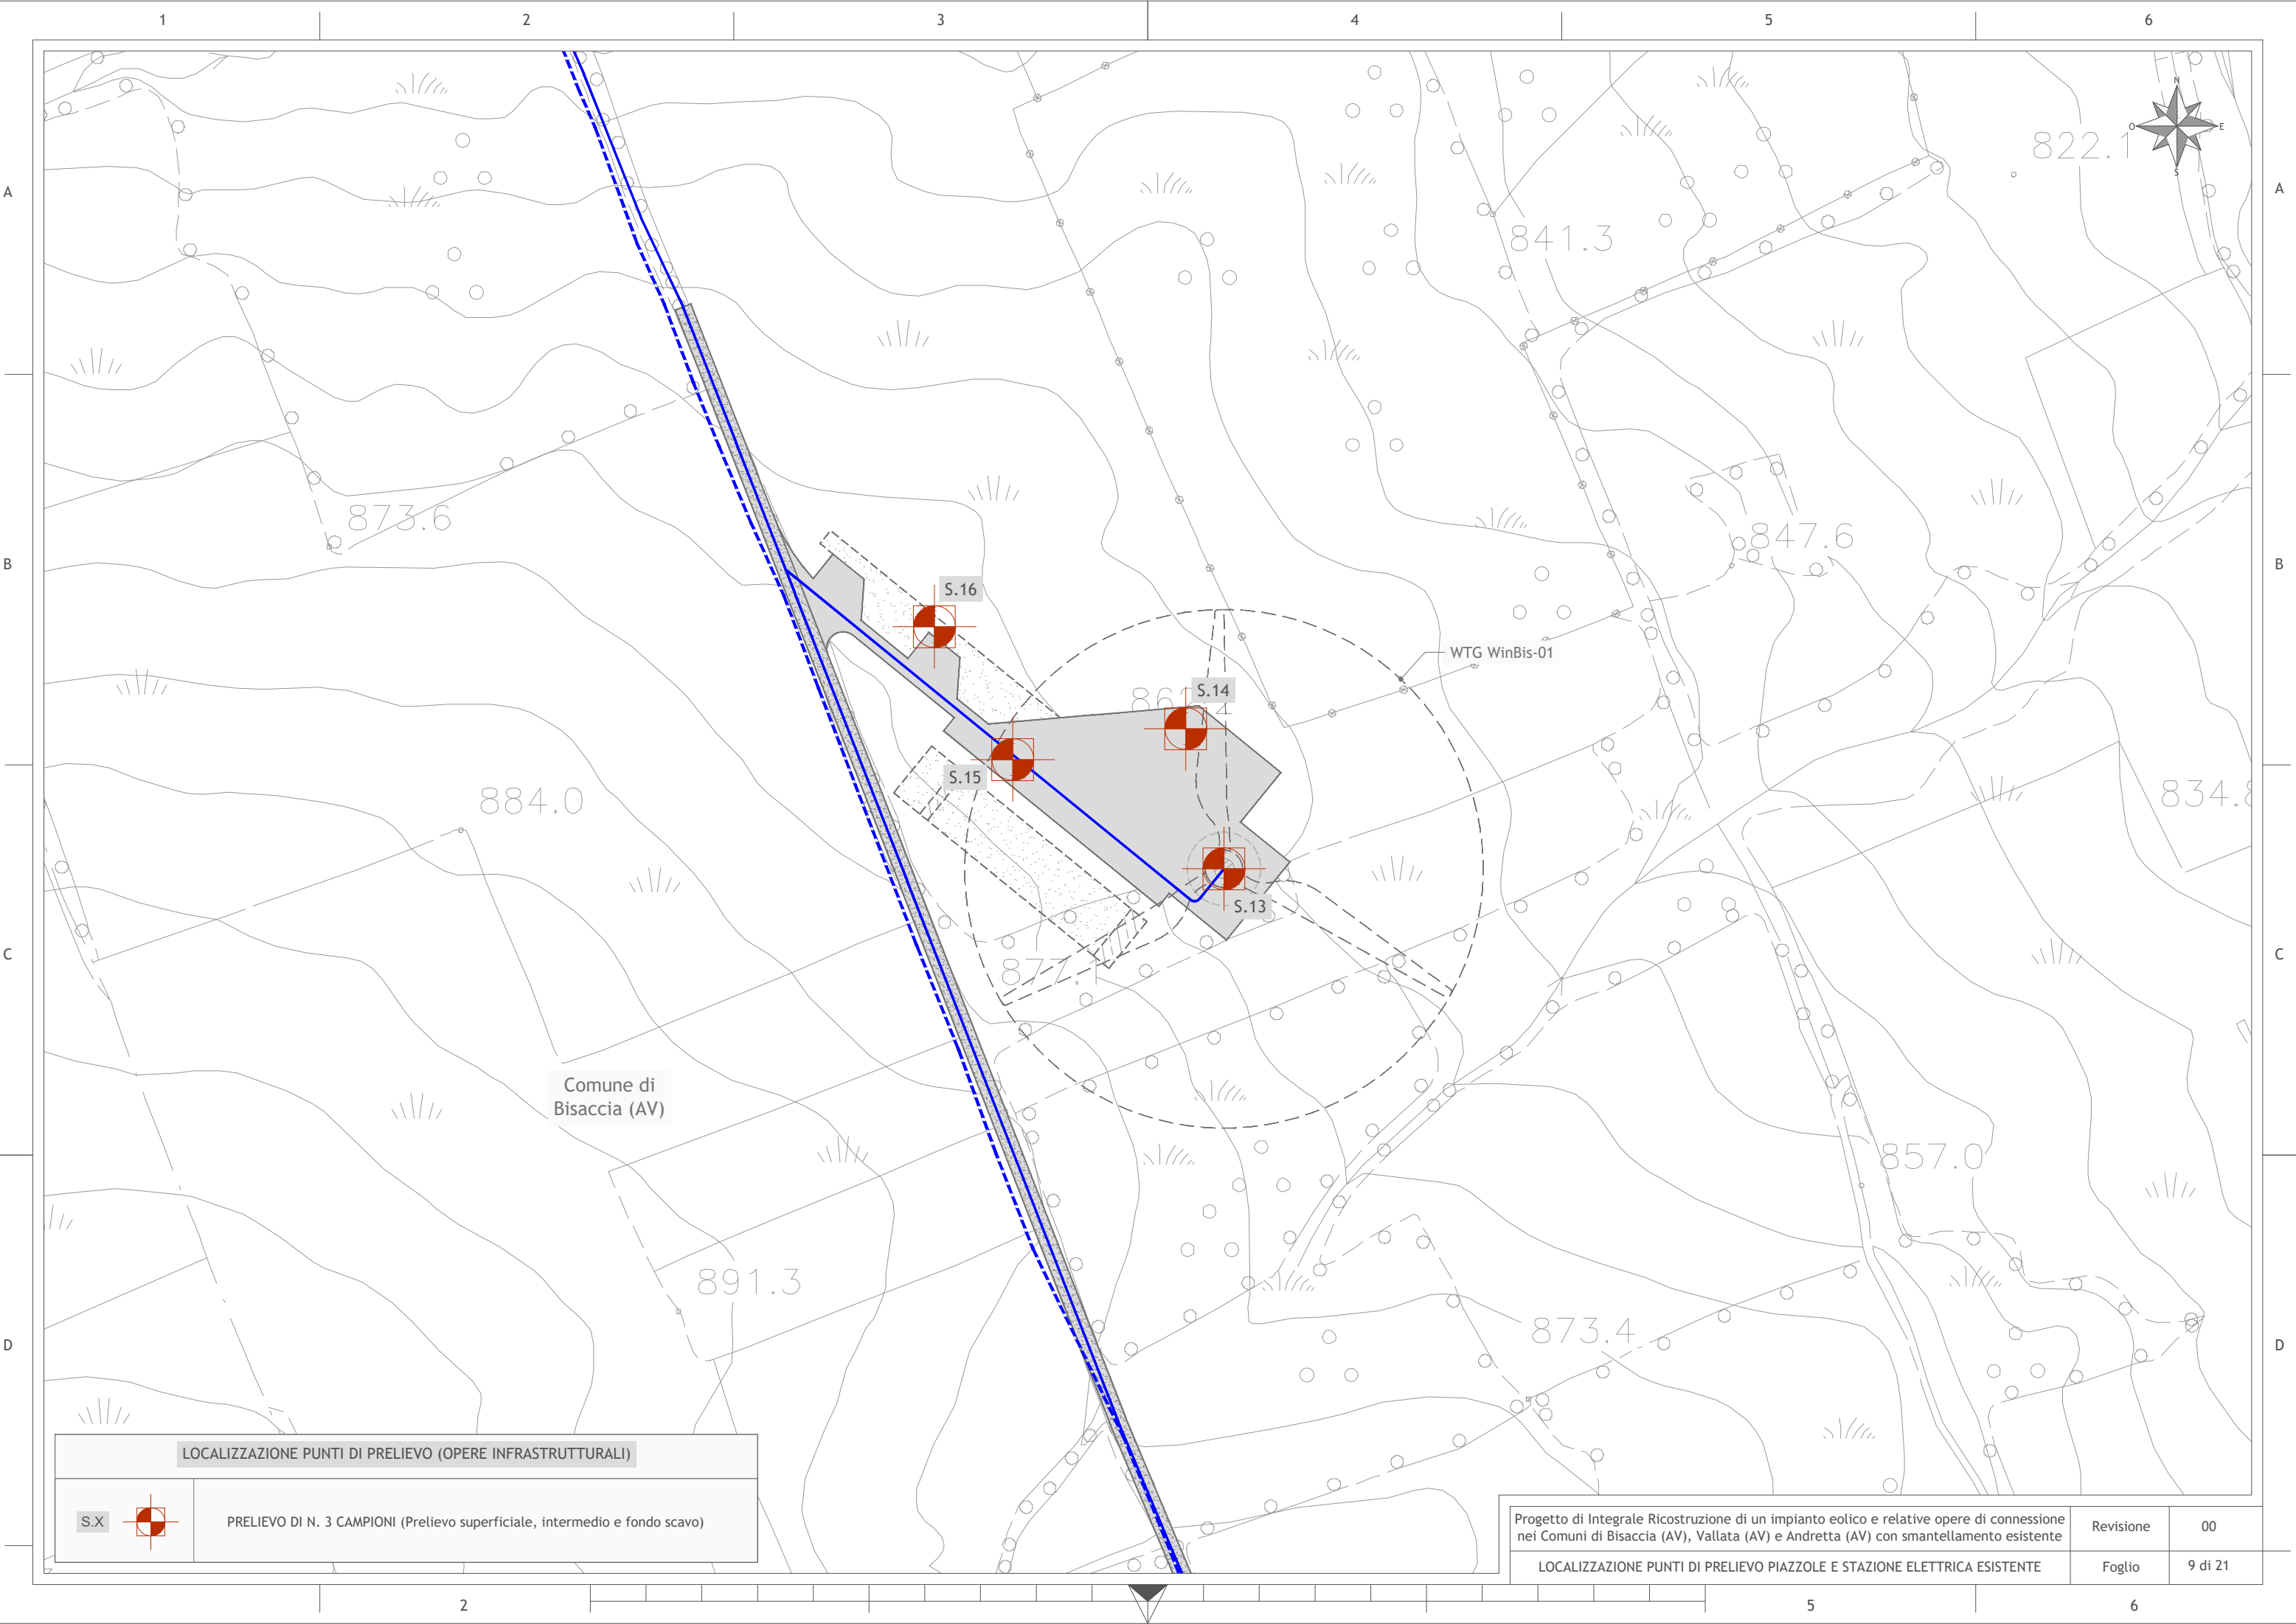 1 2 3 4 5 6
N
O E
S
822.1
A A
841.3
873.6
847.6
B B
S.16
WTG WinBis-01
S.14
S.15
884.0
834.8
S.13
C C
877.1
Comune di
Bisaccia (AV)
857.0
891.3
873.4
D D
LOCALIZZAZIONE PUNTI DI PRELIEVO (OPERE INFRASTRUTTURALI)
S.X PRELIEVO DI N. 3 CAMPIONI (Prelievo superficiale, intermedio e fondo scavo)
Progetto di Integrale Ricostruzione di un impianto eolico e relative opere di connessione
nei Comuni di Bisaccia (AV), Vallata (AV) e Andretta (AV) con smantellamento esistente
Revisione 00
LOCALIZZAZIONE PUNTI DI PRELIEVO PIAZZOLE E STAZIONE ELETTRICA ESISTENTE
Foglio 9 di 21
2 5 6